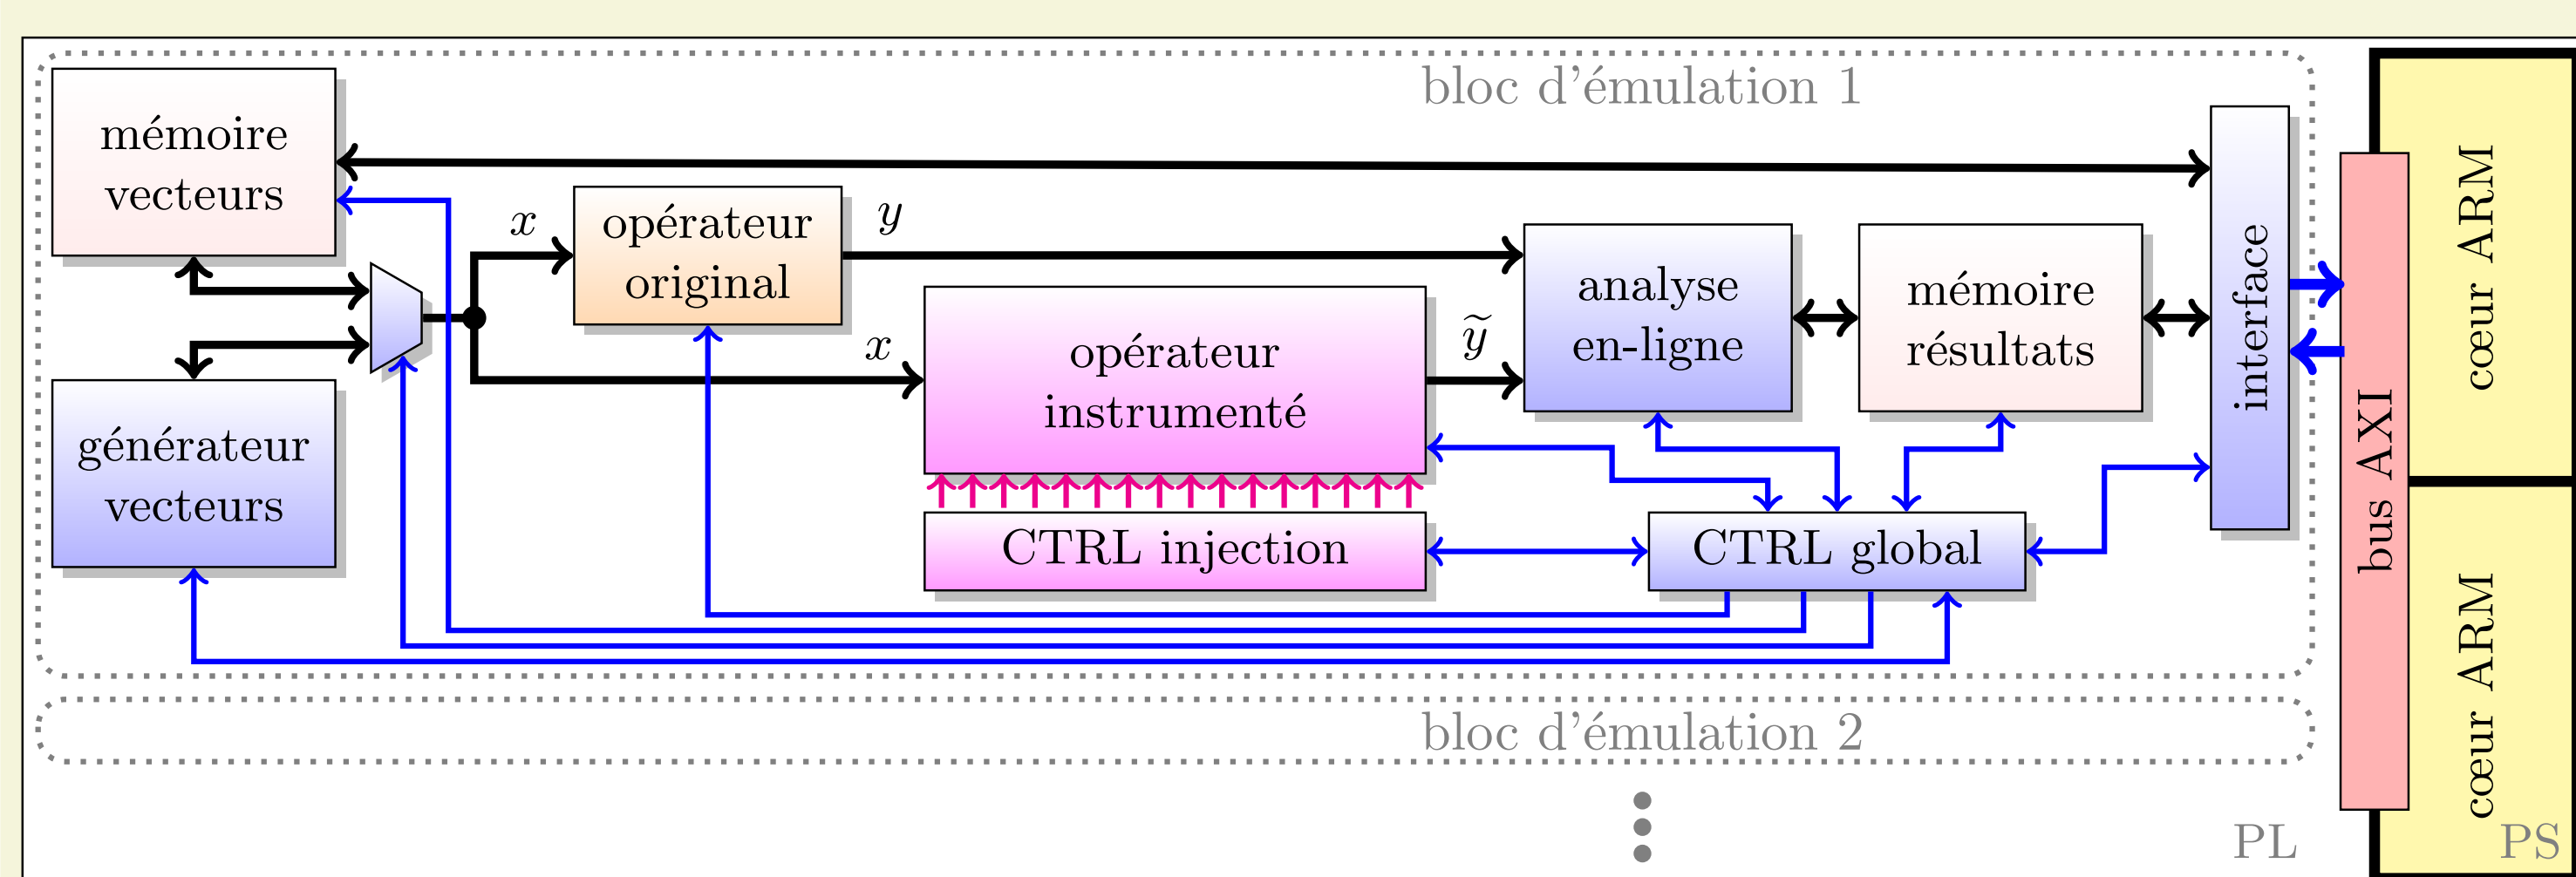 bloc d'émulation 1
mémoire
vecteurs
x
opérateur
original
y
x
opérateur
instrumenté
ỹ
analyse
en-ligne
mémoire
résultats
interface
bus AXI
cœur ARM
cœur ARM
générateur
vecteurs
CTRL injection
CTRL global
bloc d'émulation 2
PL
PS